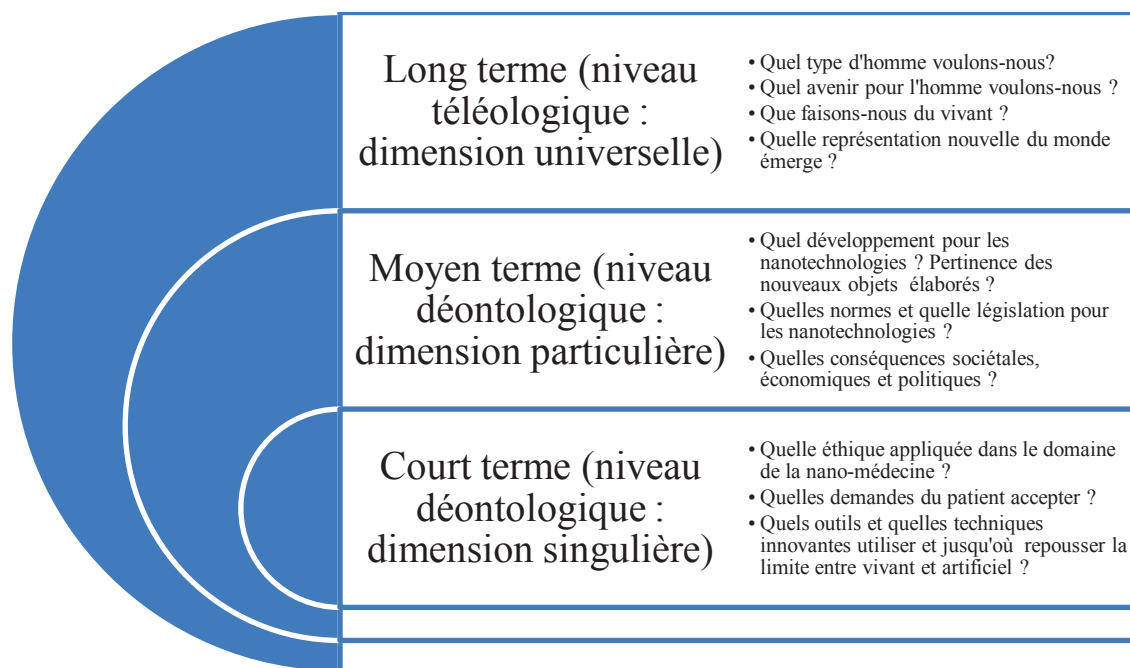 Long terme (niveau
téléologique :
dimension universelle)
• Quel type d'homme voulons-nous?
• Quel avenir pour l'homme voulons-nous ?
• Que faisons-nous du vivant ?
• Quelle représentation nouvelle du monde
émerge ?
Moyen terme (niveau
déontologique :
dimension particulière)
• Quel développement pour les
nanotechnologies ? Pertinence des
nouveaux objets élaborés ?
• Quelles normes et quelle législation pour
les nanotechnologies ?
• Quelles conséquences sociétales,
économiques et politiques ?
Court terme (niveau
déontologique :
dimension singulière)
• Quelle éthique appliquée dans le domaine
de la nano-médecine ?
• Quelles demandes du patient accepter ?
• Quels outils et quelles techniques
innovantes utiliser et jusqu'où repousser la
limite entre vivant et artificiel ?